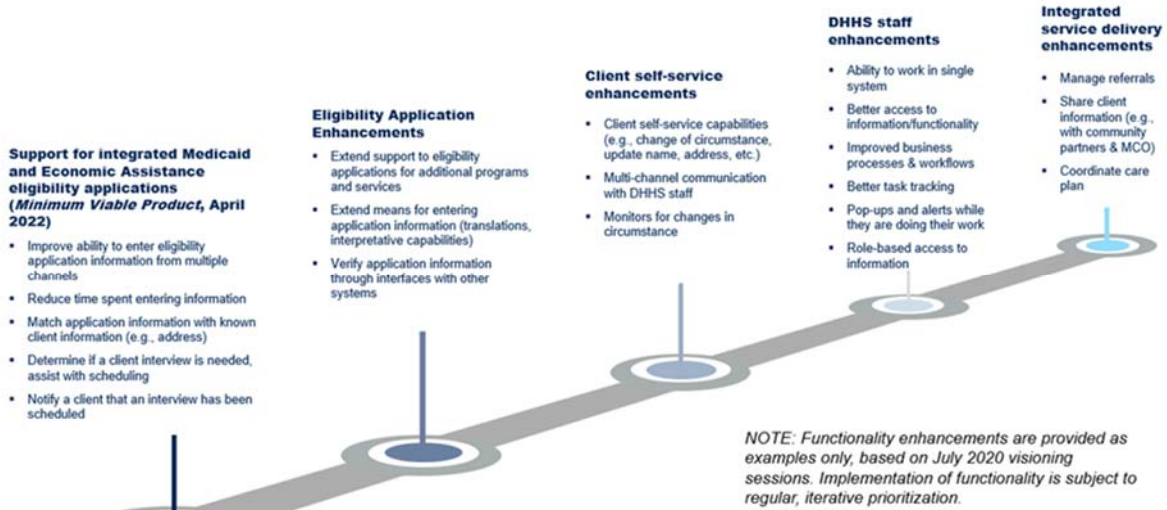 Support for integrated Medicaid
and Economic Assistance
eligibility applications
(Minimum Viable Product, April
2022)
▪ Improve ability to enter eligibility
application information from multiple
channels
▪ Reduce time spent entering information
▪ Match application information with known
client information (e.g., address)
▪ Determine if a client interview is needed,
assist with scheduling
▪ Notify a client that an interview has been
scheduled
Eligibility Application
Enhancements
▪ Extend support to eligibility
applications for additional programs
and services
▪ Extend means for entering
application information (translations,
interpretative capabilities)
▪ Verify application information
through interfaces with other
systems
Client self-service
enhancements
▪ Client self-service capabilities
(e.g., change of circumstance,
update name, address, etc.)
▪ Multi-channel communication
with DHHS staff
▪ Monitors for changes in
circumstance
DHHS staff
enhancements
▪ Ability to work in single
system
▪ Better access to
information/functionality
▪ Improved business
processes & workflows
▪ Better task tracking
▪ Pop-ups and alerts while
they are doing their work
▪ Role-based access to
information
Integrated
service delivery
enhancements
▪ Manage referrals
▪ Share client
information (e.g.,
with community
partners & MCO)
▪ Coordinate care
plan
NOTE: Functionality enhancements are provided as
examples only, based on July 2020 visioning
sessions. Implementation of functionality is subject to
regular, iterative prioritization.